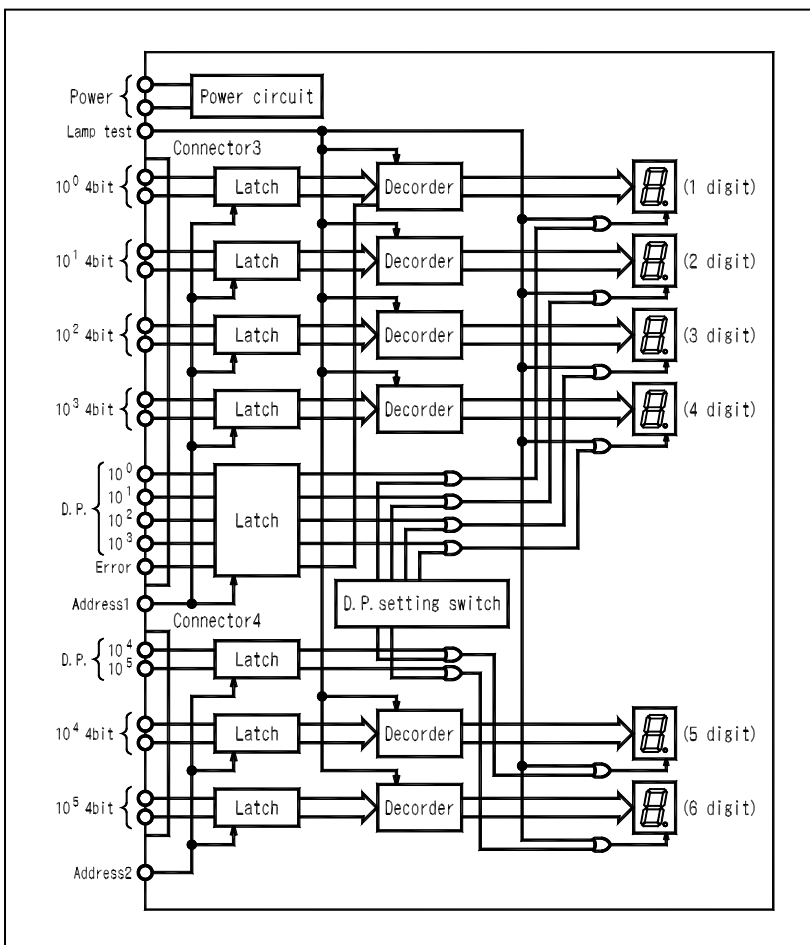 Power
Power circuit
Lamp test
Connector3
10⁰ 4bit
Latch
Decorder
(1 digit)
10¹ 4bit
Latch
Decorder
(2 digit)
10² 4bit
Latch
Decorder
(3 digit)
10³ 4bit
Latch
Decorder
(4 digit)
D.P.
10⁰
10¹
10²
10³
Latch
Error
D.P.setting switch
Address1
Connector4
D.P.
10⁴
10⁵
Latch
10⁴ 4bit
Latch
Decorder
(5 digit)
10⁵ 4bit
Latch
Decorder
(6 digit)
Address2